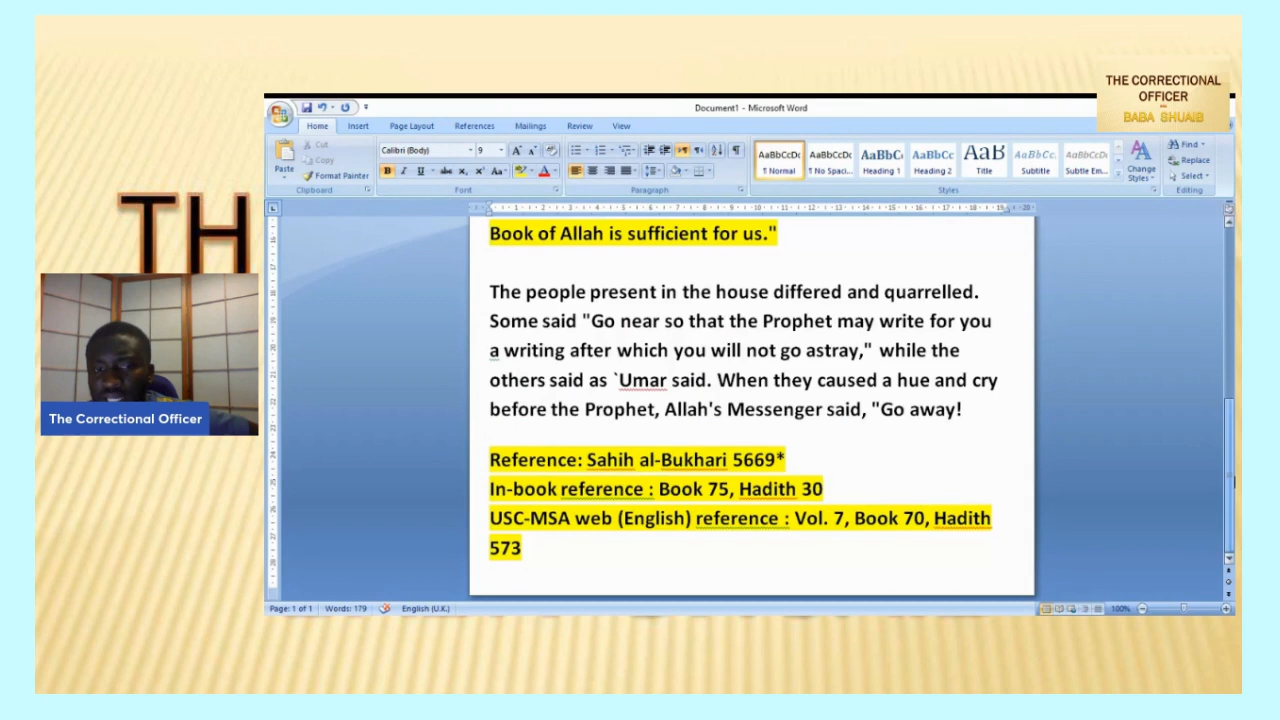 THE CORRECTIONAL
OFFICER
BABA SHUAIB
TH
The Correctional Officer
Document1 - Microsoft Word
Home Insert Page Layout References Mailings Review View
Paste
Cut
Copy
Format Painter
Clipboard
Calibri (Body) 9
Font
Paragraph
AaBbCcDc AaBbCcDc AaBbC AaBbCc AaB AaBbCc. AaBbCcDc
¶ Normal ¶ No Spaci... Heading 1 Heading 2 Title Subtitle Subtle Em...
Change
Styles
Styles
Find
Replace
Select
Editing
Book of Allah is sufficient for us."
The people present in the house differed and quarrelled.
Some said "Go near so that the Prophet may write for you
a writing after which you will not go astray," while the
others said as `Umar said. When they caused a hue and cry
before the Prophet, Allah's Messenger said, "Go away!
Reference: Sahih al-Bukhari 5669*
In-book reference : Book 75, Hadith 30
USC-MSA web (English) reference : Vol. 7, Book 70, Hadith
573
Page: 1 of 1 Words: 179 English (U.K.) 100%